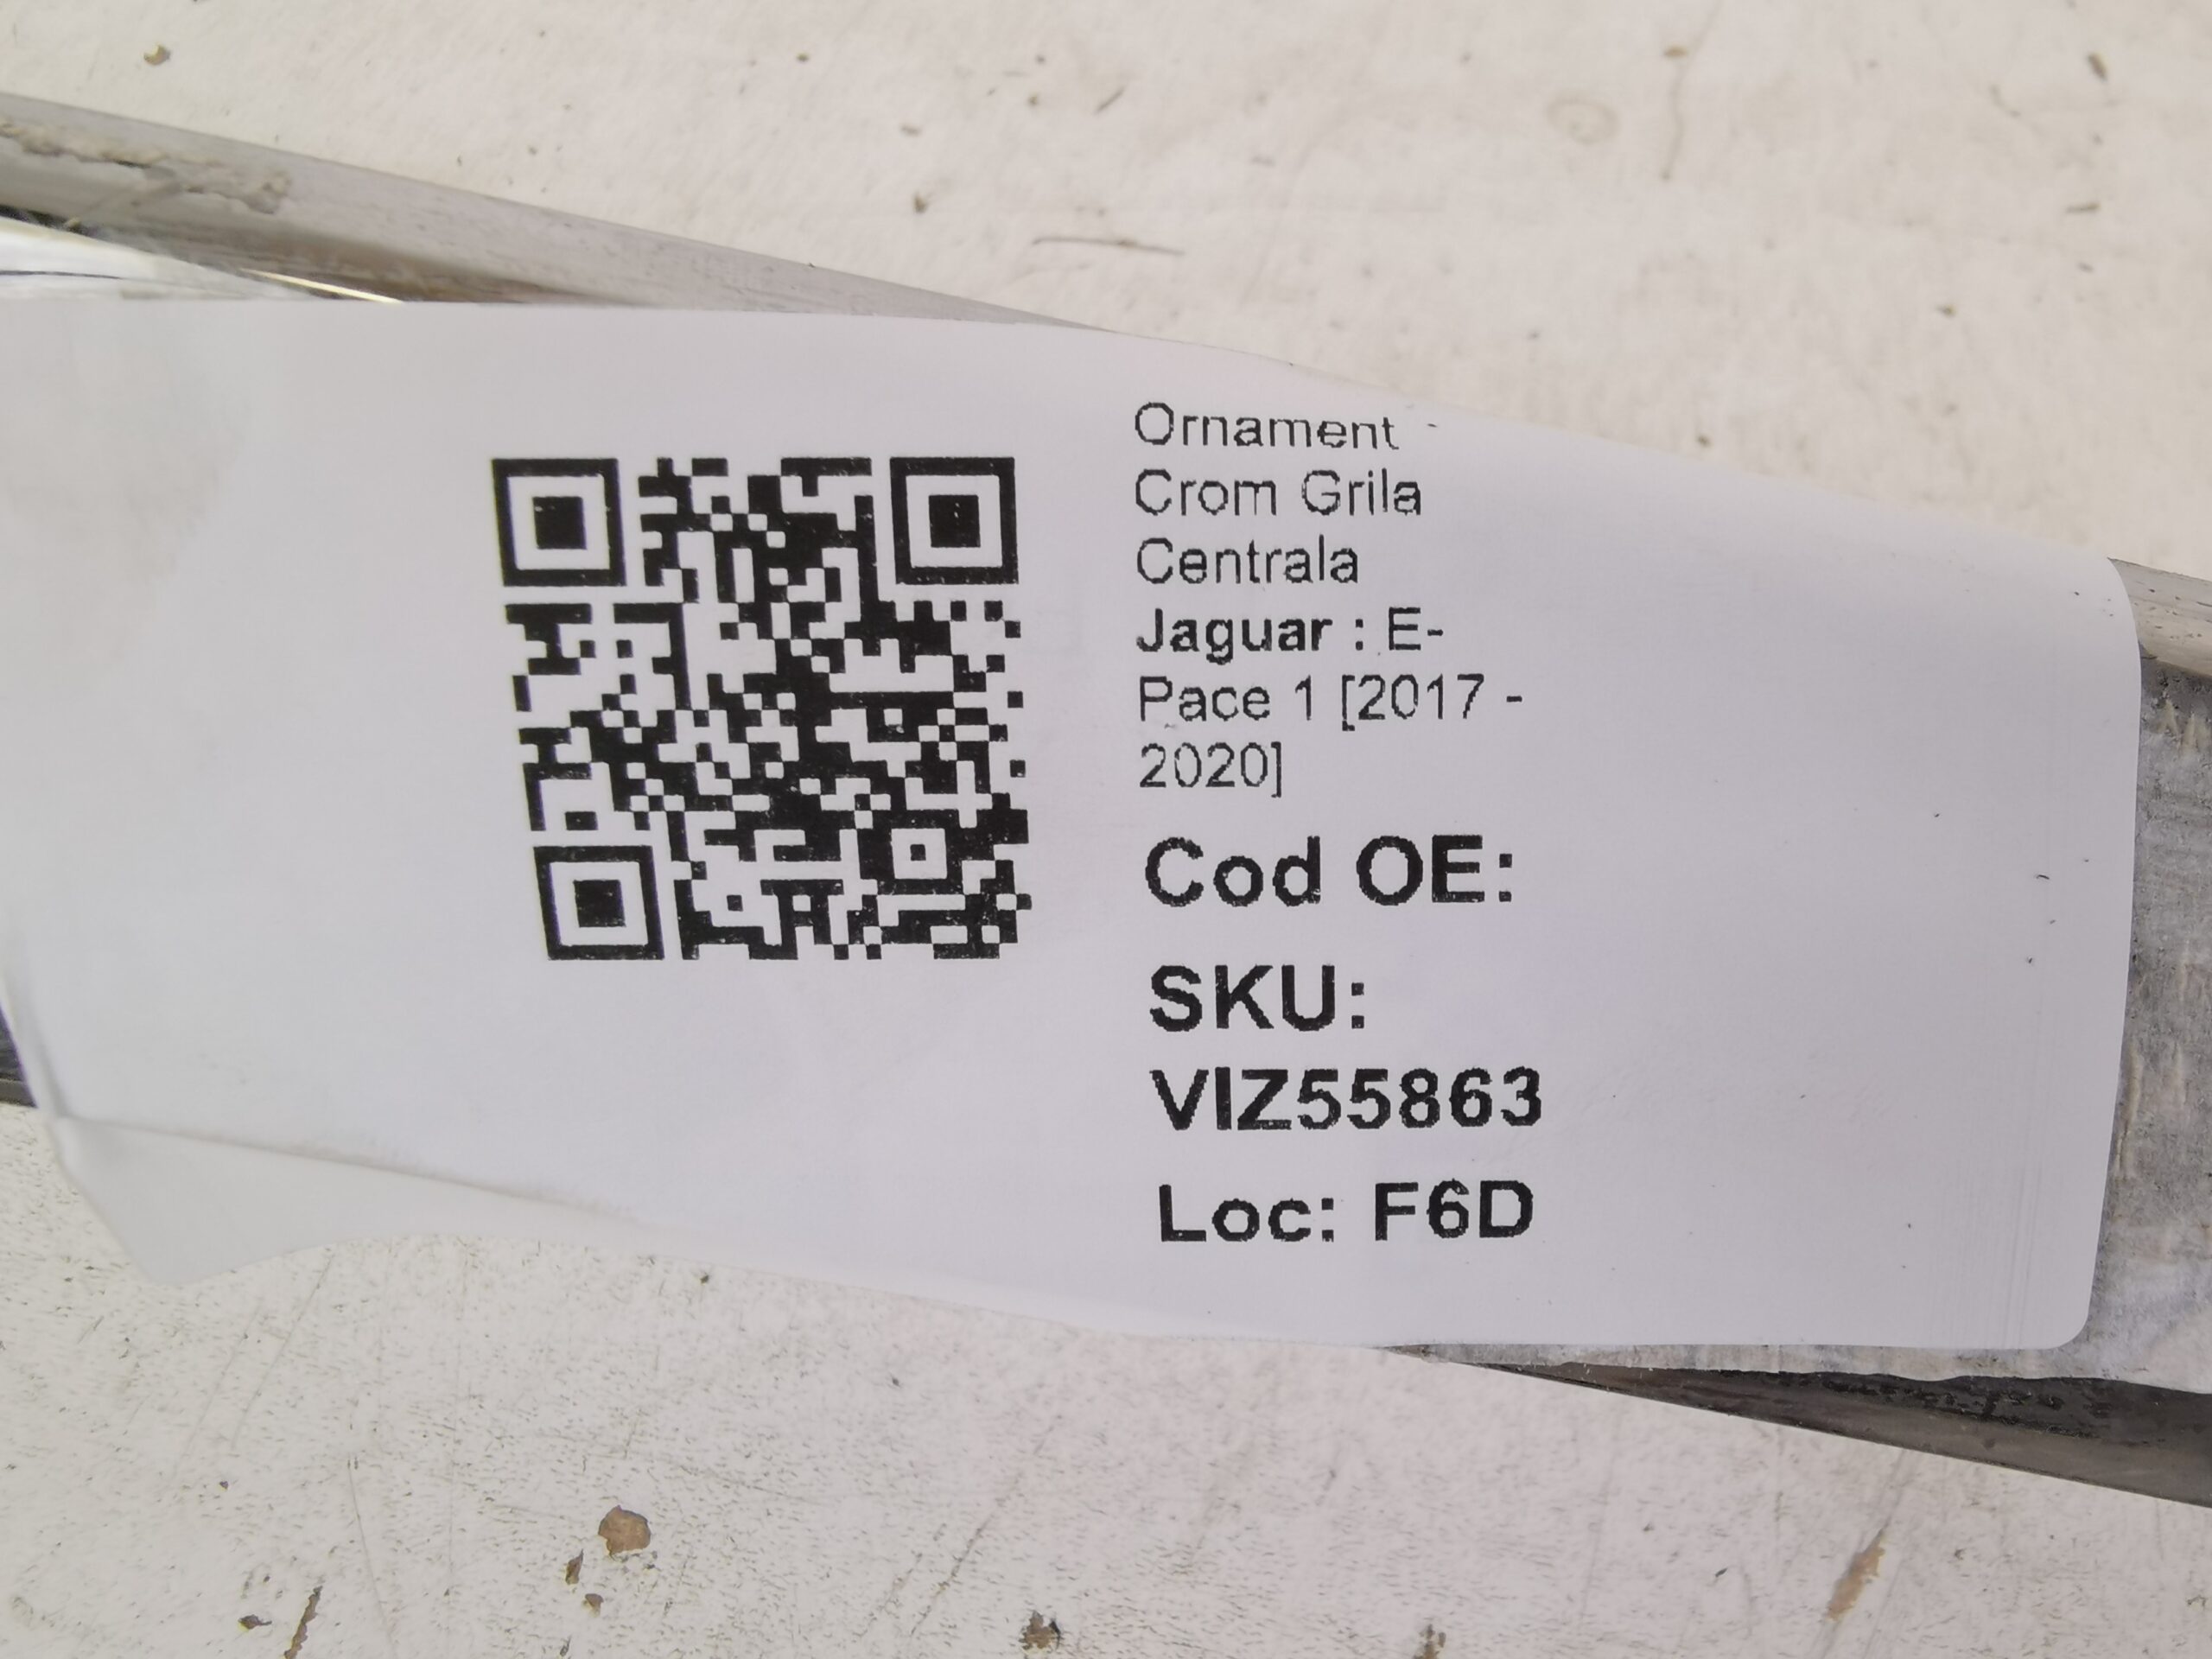 Ornament
Crom Grila
Centrala
Jaguar : E-
Pace 1 [2017 -
2020]
Cod OE:
SKU:
VIZ55863
Loc: F6D